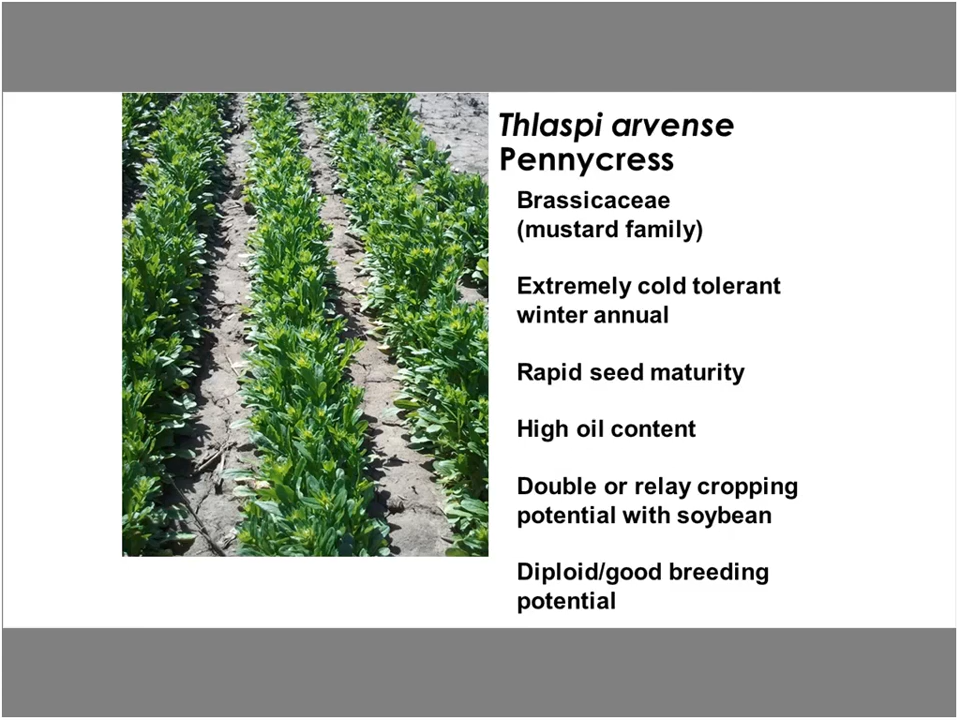 Thlaspi arvense
Pennycress
Brassicaceae
(mustard family)
Extremely cold tolerant
winter annual
Rapid seed maturity
High oil content
Double or relay cropping
potential with soybean
Diploid/good breeding
potential